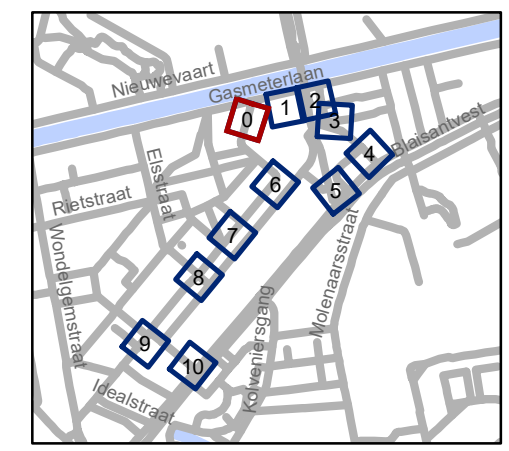 Nieuwevaart
Gasmeterlaan
0
1
2
3
4
Blaisantvest
5
6
Elsstraat
Rietstraat
7
Wondelgemstraat
8
Molenaarsstraat
Kolveniersgang
9
10
Idealstraat